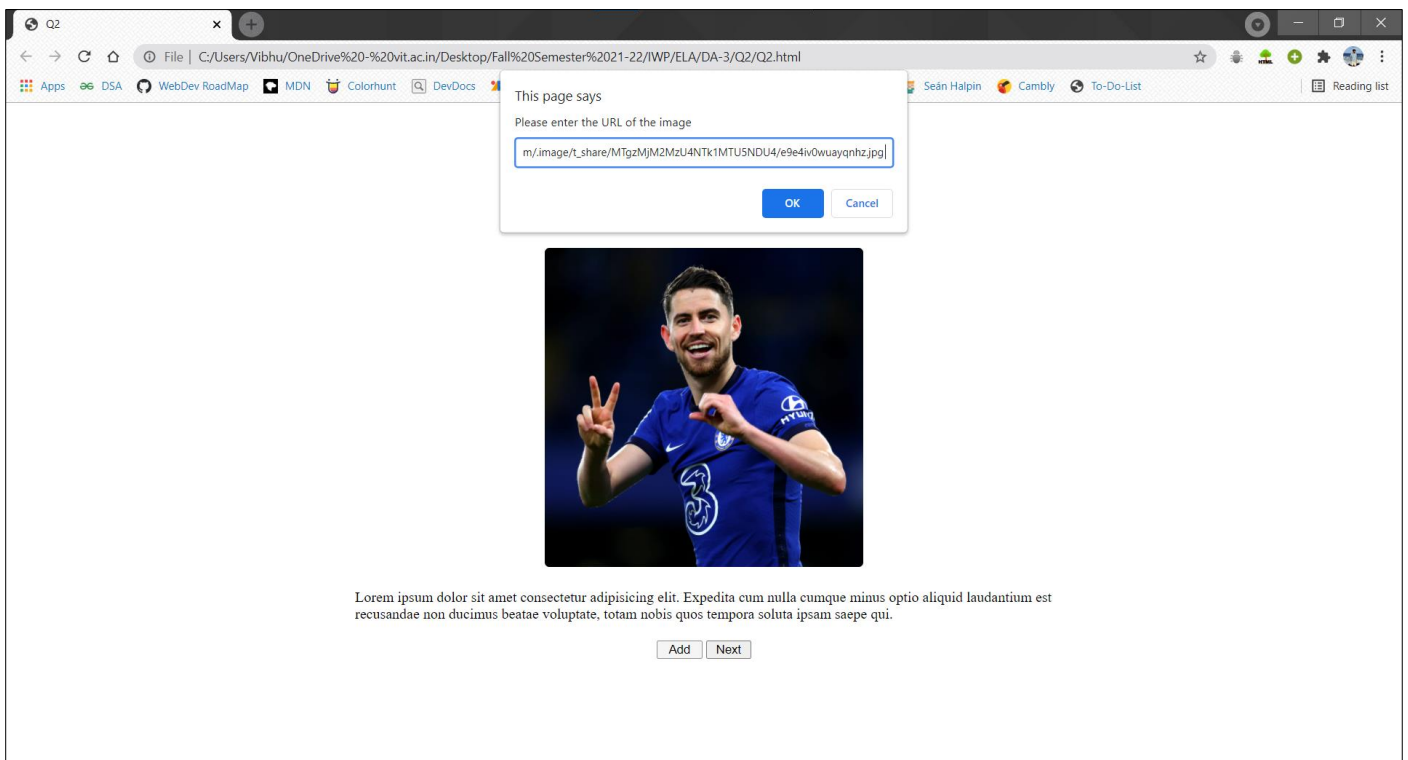 Q2
File | C:/Users/Vibhu/OneDrive%20-%20vit.ac.in/Desktop/Fall%20Semester%2021-22/IWP/ELA/DA-3/Q2/Q2.html
Apps DSA WebDev RoadMap MDN Colorhunt DevDocs Seán Halpin Cambly To-Do-List Reading list
This page says
Please enter the URL of the image
m/.image/t_share/MTgzMjM2MzU4NTk1MTU5NDU4/e9e4iv0wuayqnhz.jpg
OK Cancel
HYUN
3
Lorem ipsum dolor sit amet consectetur adipisicing elit. Expedita cum nulla cumque minus optio aliquid laudantium est
recusandae non ducimus beatae voluptate, totam nobis quos tempora soluta ipsam saepe qui.
Add Next